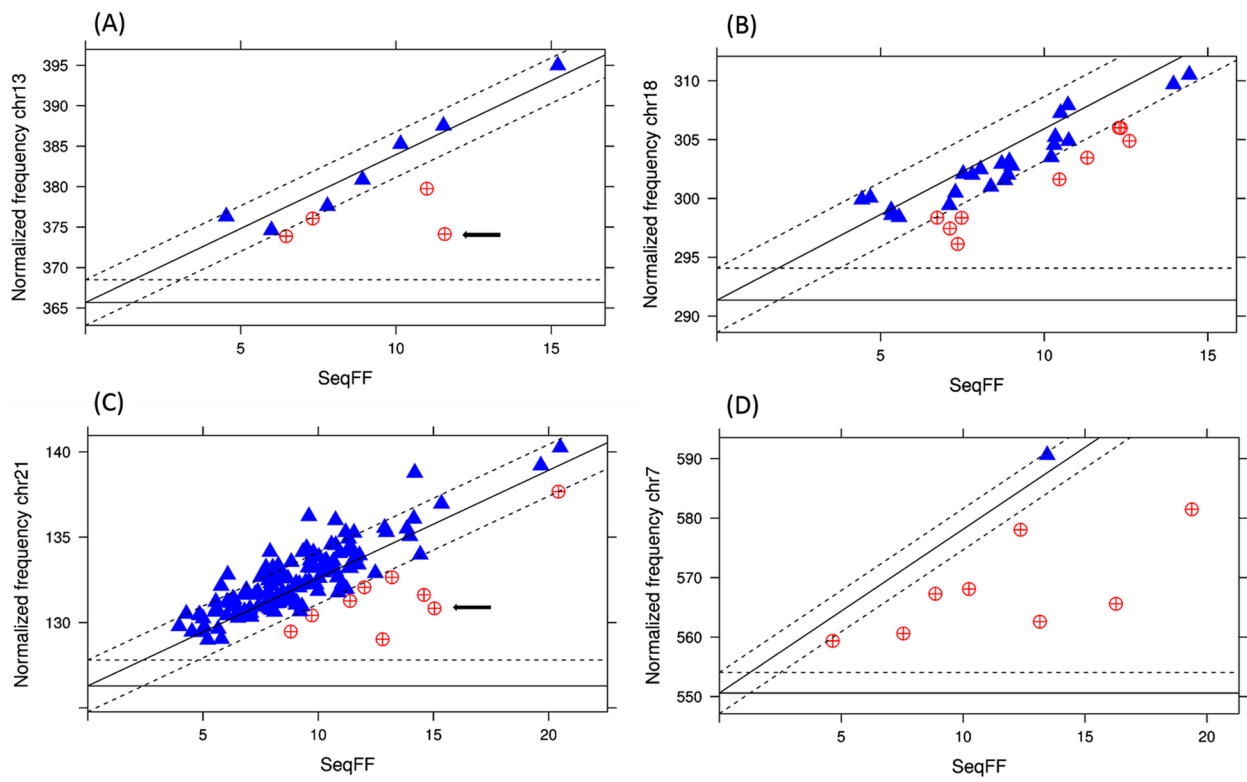 (A)
Normalized frequency chr13
395
390
385
380
375
370
365
5
10
15
SeqFF
(B)
Normalized frequency chr18
310
305
300
295
290
5
10
15
SeqFF
(C)
Normalized frequency chr21
140
135
130
5
10
15
20
SeqFF
(D)
Normalized frequency chr7
590
580
570
560
550
5
10
15
20
SeqFF